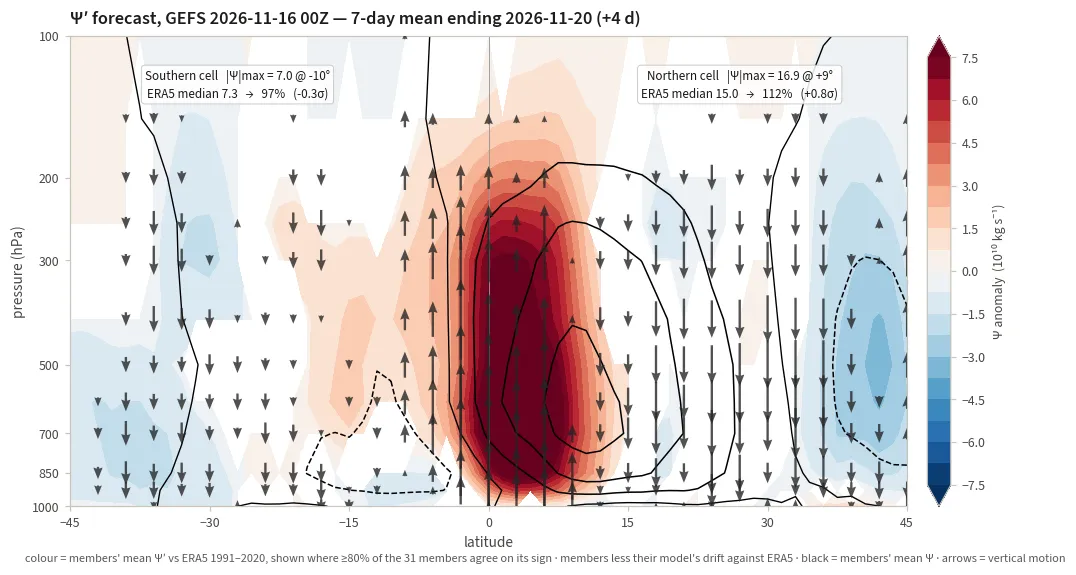 Ψ′ forecast, GEFS 2026-11-16 00Z — 7-day mean ending 2026-11-20 (+4 d)
Southern cell |Ψ|max = 7.0 @ -10°
ERA5 median 7.3 → 97% (-0.3σ)
Northern cell |Ψ|max = 16.9 @ +9°
ERA5 median 15.0 → 112% (+0.8σ)
pressure (hPa)
100
200
300
400
500
700
850
1000
−45
−30
−15
0
15
30
45
latitude
7.5
6.0
4.5
3.0
1.5
0.0
−1.5
−3.0
−4.5
−6.0
−7.5
Ψ anomaly (10¹⁰ kg s⁻¹)
colour = members' mean Ψ′ vs ERA5 1991–2020, shown where ≥80% of the 31 members agree on its sign · members less their model's drift against ERA5 · black = members' mean Ψ · arrows = vertical motion